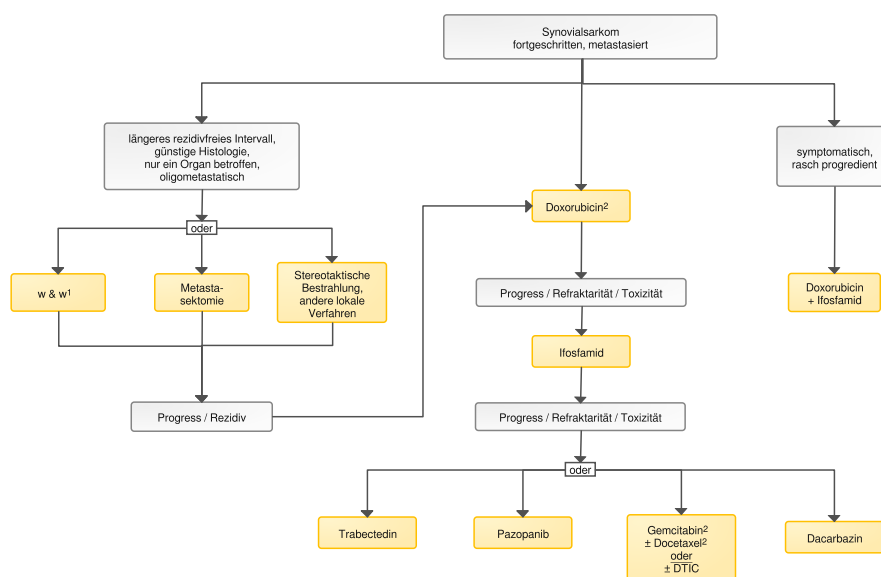 Synovialsarkom
fortgeschritten, metastasiert
längeres rezidivfreies Intervall,
günstige Histologie,
nur ein Organ betroffen,
oligometastatisch
symptomatisch,
rasch progredient
Doxorubicin²
oder
w & w¹
Metasta-
sektomie
Stereotaktische
Bestrahlung,
andere lokale
Verfahren
Progress / Refraktarität / Toxizität
Doxorubicin
+ Ifosfamid
Ifosfamid
Progress / Rezidiv
Progress / Refraktarität / Toxizität
oder
Trabectedin
Pazopanib
Gemcitabin²
± Docetaxel²
oder
± DTIC
Dacarbazin